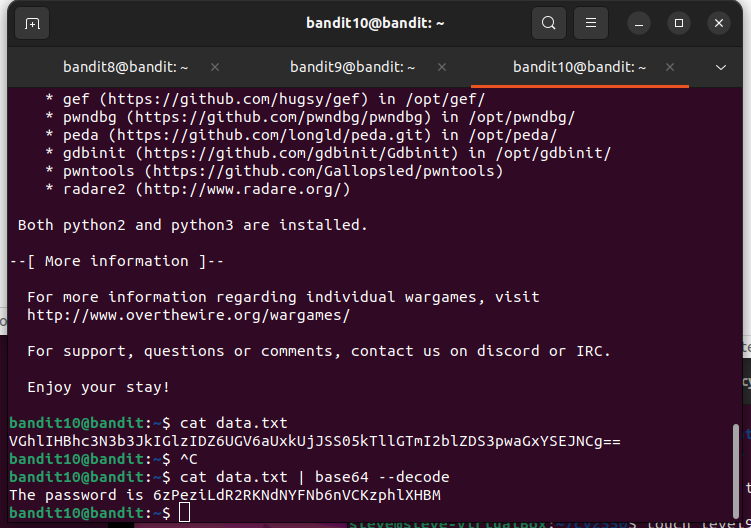 bandit10@bandit: ~
bandit8@bandit: ~ × bandit9@bandit: ~ × bandit10@bandit: ~ ×
* gef (https://github.com/hugsy/gef) in /opt/gef/
* pwndbg (https://github.com/pwndbg/pwndbg) in /opt/pwndbg/
* peda (https://github.com/longld/peda.git) in /opt/peda/
* gdbinit (https://github.com/gdbinit/Gdbinit) in /opt/gdbinit/
* pwntools (https://github.com/Gallopsled/pwntools)
* radare2 (http://www.radare.org/)
Both python2 and python3 are installed.
--[ More information ]--
For more information regarding individual wargames, visit
http://www.overthewire.org/wargames/
For support, questions or comments, contact us on discord or IRC.
Enjoy your stay!
bandit10@bandit:~$ cat data.txt
VGhlIHBhc3N3b3JkIGlzIDZ6UGV6aUxkUjJSS05kTllGTmI2blZDS3pwaGxYSEJNCg==
bandit10@bandit:~$ ^C
bandit10@bandit:~$ cat data.txt | base64 --decode
The password is 6zPeziLdR2RKNdNYFNb6nVCKzphlXHBM
bandit10@bandit:~$